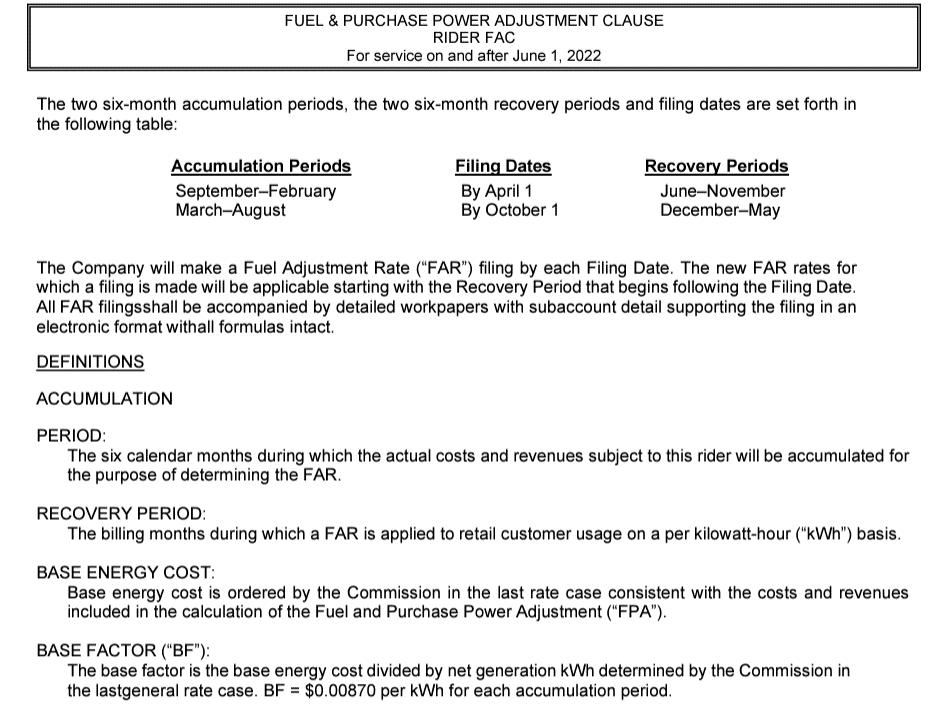 FUEL & PURCHASE POWER ADJUSTMENT CLAUSE
RIDER FAC
For service on and after June 1, 2022
The two six-month accumulation periods, the two six-month recovery periods and filing dates are set forth in
the following table:
Accumulation Periods Filing Dates Recovery Periods
September–February By April 1 June–November
March–August By October 1 December–May
The Company will make a Fuel Adjustment Rate (“FAR”) filing by each Filing Date. The new FAR rates for
which a filing is made will be applicable starting with the Recovery Period that begins following the Filing Date.
All FAR filingsshall be accompanied by detailed workpapers with subaccount detail supporting the filing in an
electronic format withall formulas intact.
DEFINITIONS
ACCUMULATION
PERIOD:
The six calendar months during which the actual costs and revenues subject to this rider will be accumulated for
the purpose of determining the FAR.
RECOVERY PERIOD:
The billing months during which a FAR is applied to retail customer usage on a per kilowatt-hour (“kWh”) basis.
BASE ENERGY COST:
Base energy cost is ordered by the Commission in the last rate case consistent with the costs and revenues
included in the calculation of the Fuel and Purchase Power Adjustment (“FPA”).
BASE FACTOR (“BF”):
The base factor is the base energy cost divided by net generation kWh determined by the Commission in
the lastgeneral rate case. BF = $0.00870 per kWh for each accumulation period.